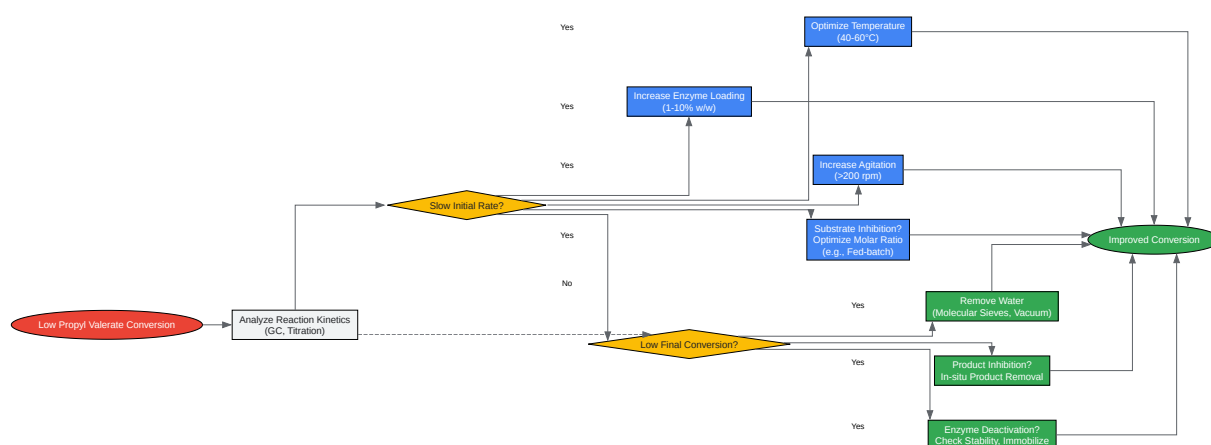 Yes
Optimize Temperature
(40-60°C)
Yes
Increase Enzyme Loading
(1-10% w/w)
Yes
Increase Agitation
(>200 rpm)
Slow Initial Rate?
Yes
Substrate Inhibition?
Optimize Molar Ratio
(e.g., Fed-batch)
Improved Conversion
No
Yes
Remove Water
(Molecular Sieves, Vacuum)
Low Propyl Valerate Conversion
Analyze Reaction Kinetics
(GC, Titration)
Low Final Conversion?
Yes
Product Inhibition?
In-situ Product Removal
Yes
Enzyme Deactivation?
Check Stability, Immobilize